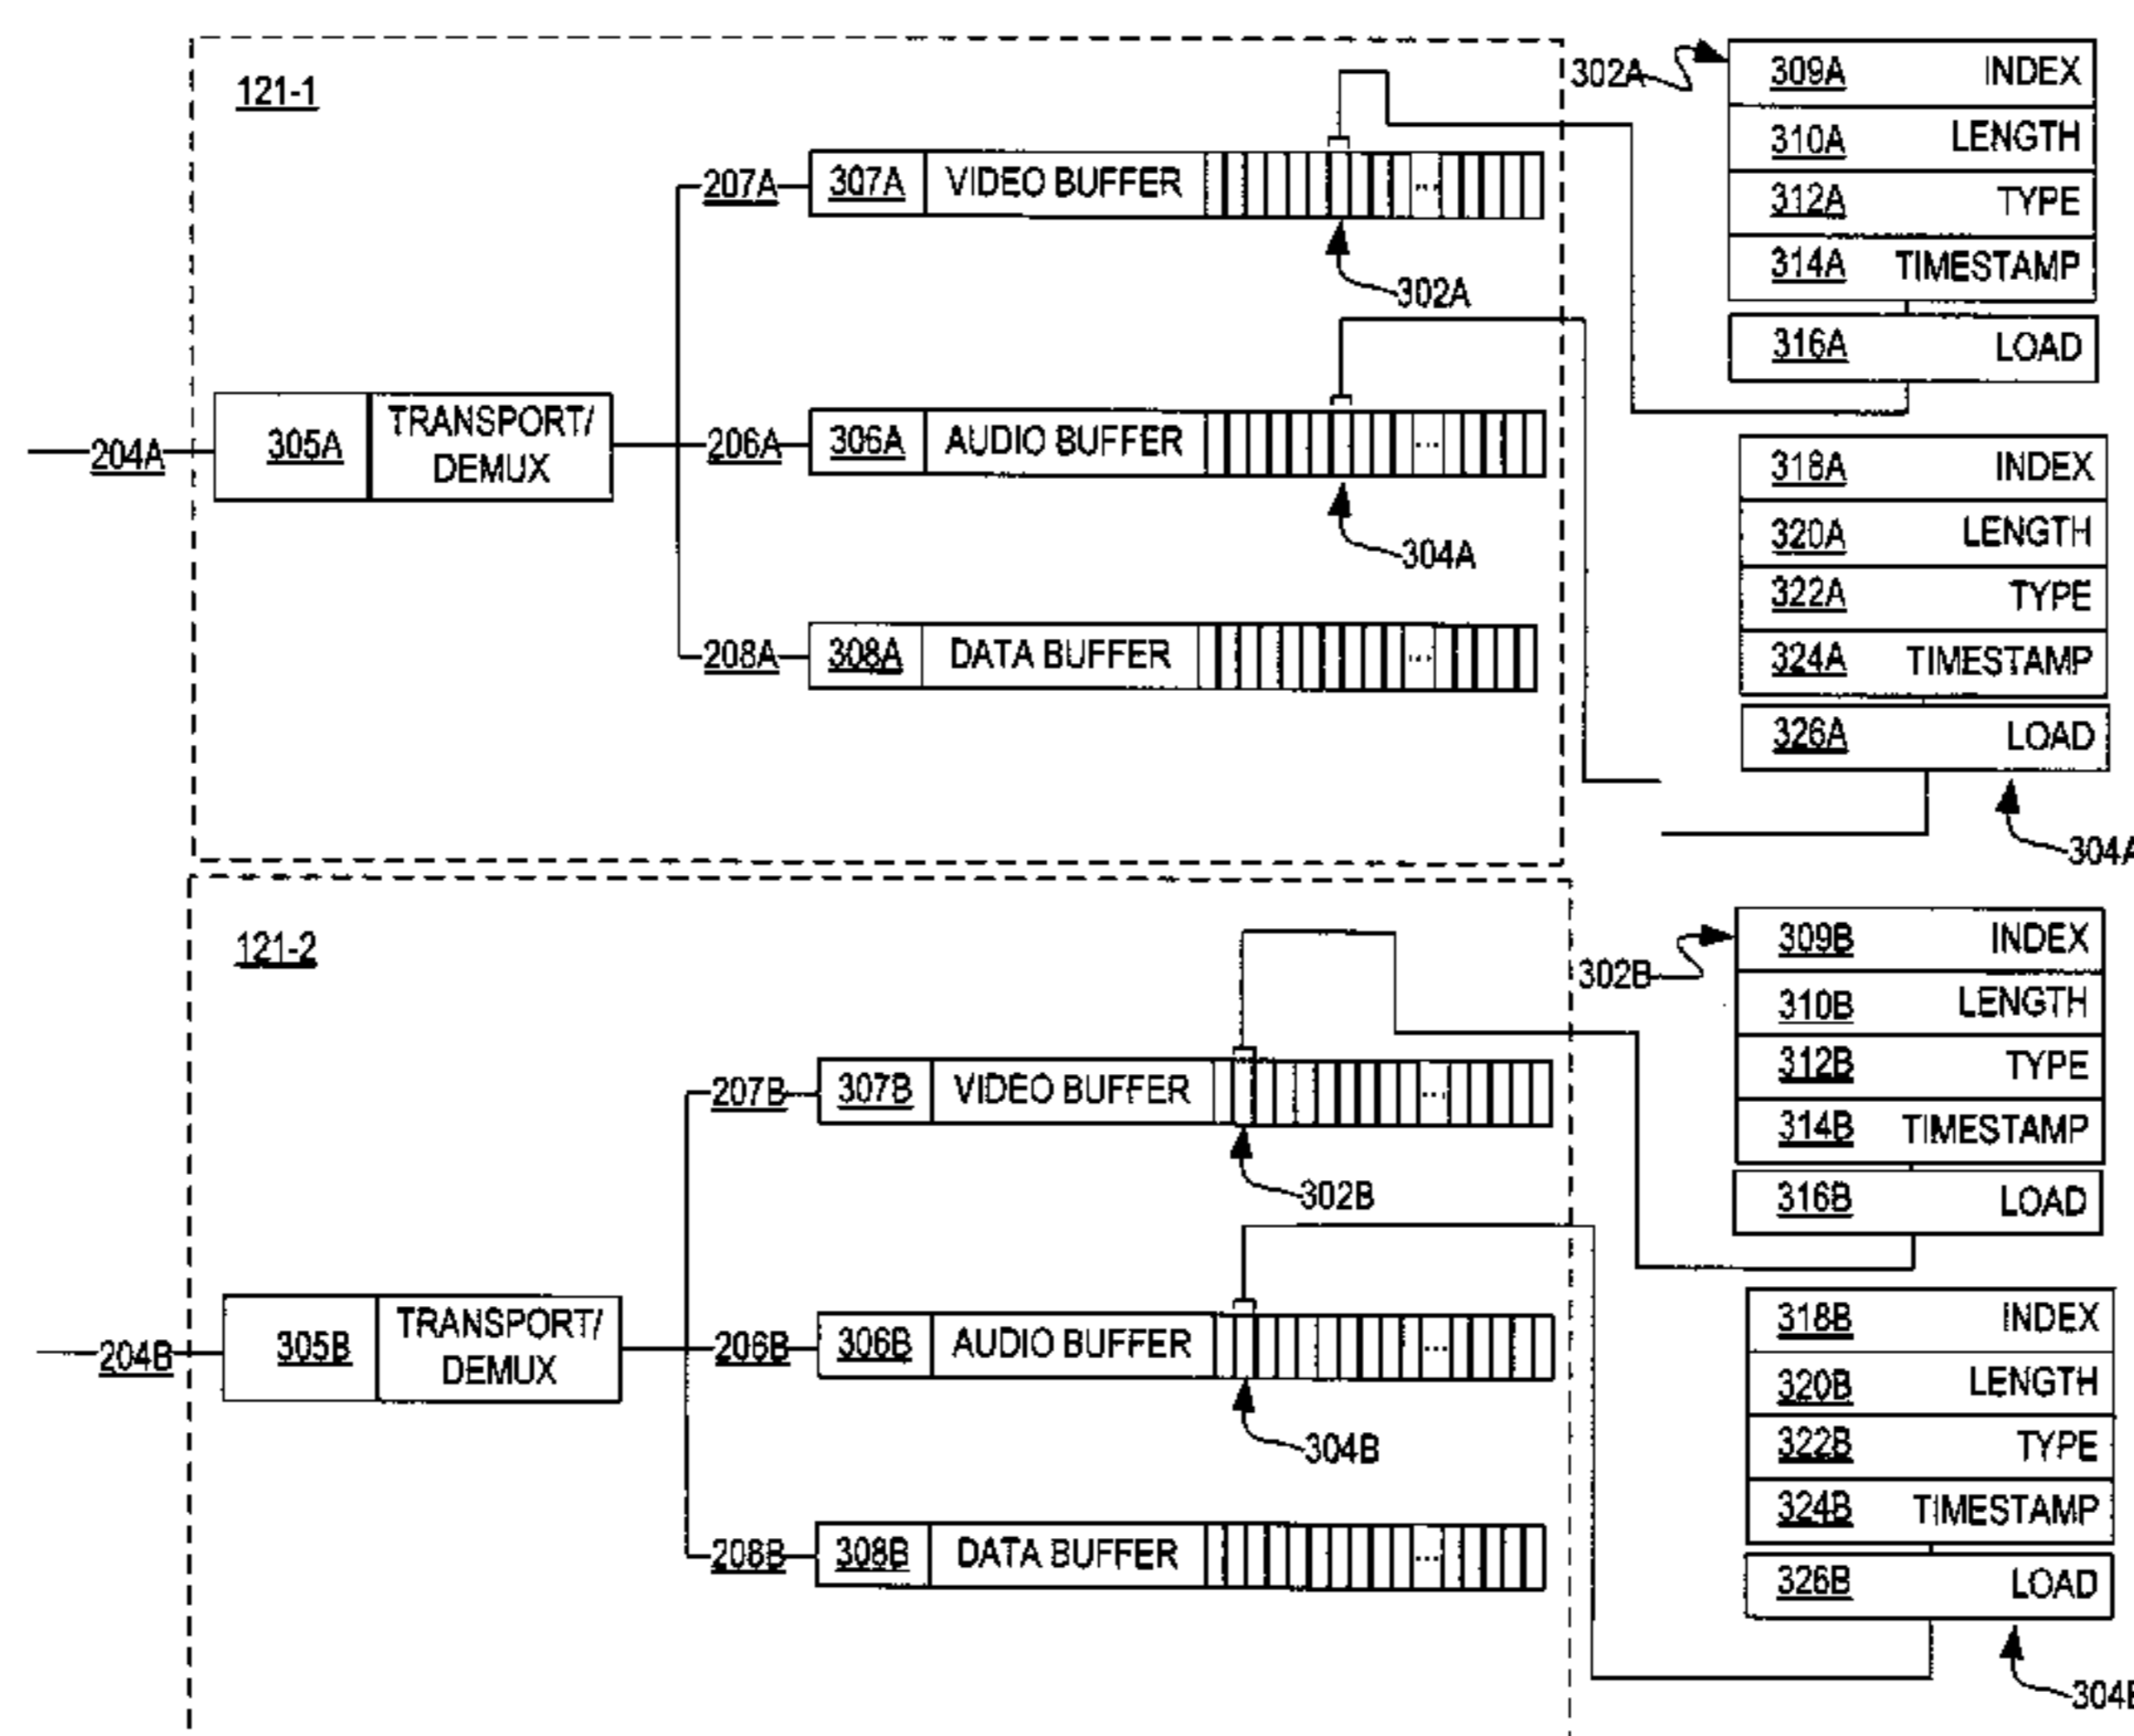 121-1
302A
309A INDEX
310A LENGTH
312A TYPE
314A TIMESTAMP
316A LOAD
207A 307A VIDEO BUFFER ...
302A
204A 305A TRANSPORT/
DEMUX
206A 306A AUDIO BUFFER ...
304A
318A INDEX
320A LENGTH
322A TYPE
324A TIMESTAMP
326A LOAD
304A
208A 308A DATA BUFFER ...
121-2
302B
309B INDEX
310B LENGTH
312B TYPE
314B TIMESTAMP
316B LOAD
207B 307B VIDEO BUFFER ...
302B
204B 305B TRANSPORT/
DEMUX
206B 306B AUDIO BUFFER ...
304B
318B INDEX
320B LENGTH
322B TYPE
324B TIMESTAMP
326B LOAD
304B
208B 308B DATA BUFFER ...